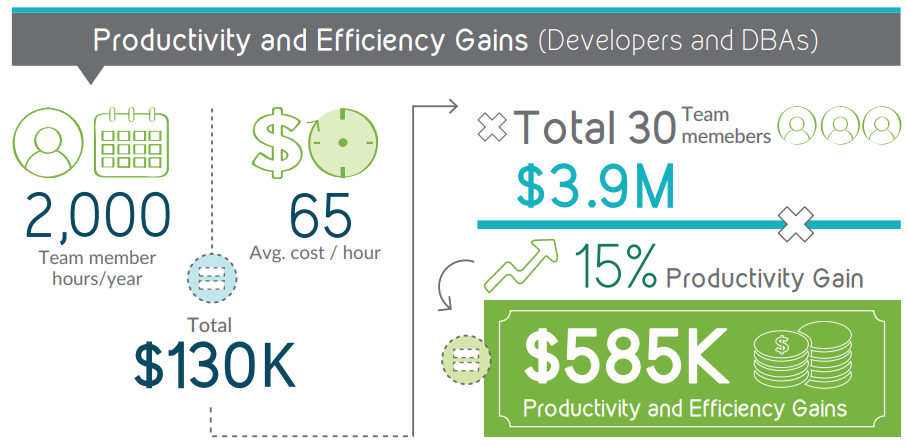 Productivity and Efficiency Gains (Developers and DBAs)
2,000
Team member
hours/year
$
65
Avg. cost / hour
Total
$130K
Total 30 Team
memebers
$3.9M
15% Productivity Gain
$585K
$
Productivity and Efficiency Gains